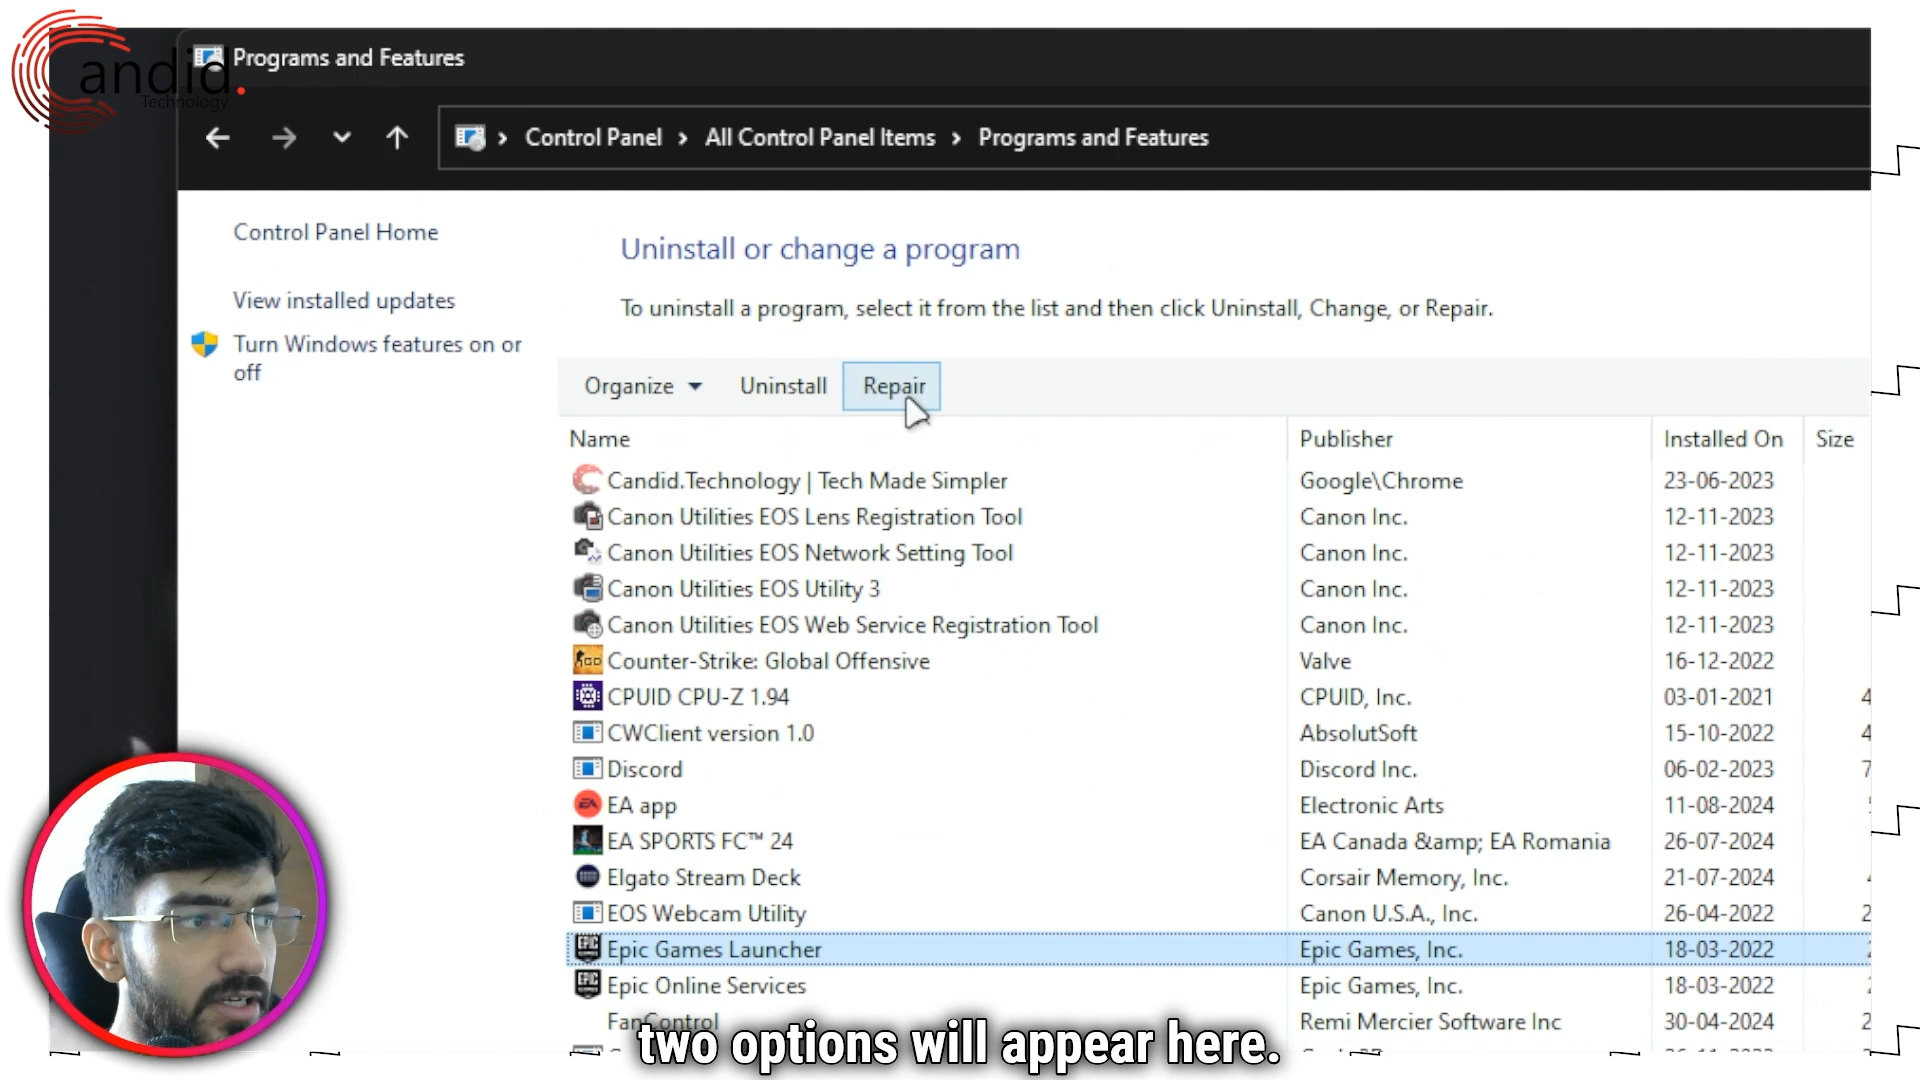 andid.
Technology
Programs and Features
Control Panel > All Control Panel Items > Programs and Features
Control Panel Home
View installed updates
Turn Windows features on or
off
Uninstall or change a program
To uninstall a program, select it from the list and then click Uninstall, Change, or Repair.
Organize Uninstall Repair
Name Publisher Installed On Size
Candid.Technology | Tech Made Simpler Google\Chrome 23-06-2023
Canon Utilities EOS Lens Registration Tool Canon Inc. 12-11-2023
Canon Utilities EOS Network Setting Tool Canon Inc. 12-11-2023
Canon Utilities EOS Utility 3 Canon Inc. 12-11-2023
Canon Utilities EOS Web Service Registration Tool Canon Inc. 12-11-2023
Counter-Strike: Global Offensive Valve 16-12-2022
CPUID CPU-Z 1.94 CPUID, Inc. 03-01-2021 4
CWClient version 1.0 AbsolutSoft 15-10-2022 4
Discord Discord Inc. 06-02-2023 7
EA app Electronic Arts 11-08-2024
EA SPORTS FC™ 24 EA Canada &amp; EA Romania 26-07-2024
Elgato Stream Deck Corsair Memory, Inc. 21-07-2024
EOS Webcam Utility Canon U.S.A., Inc. 26-04-2022 2
Epic Games Launcher Epic Games, Inc. 18-03-2022
Epic Online Services Epic Games, Inc. 18-03-2022
FanControl Remi Mercier Software Inc 30-04-2024 2
two options will appear here.